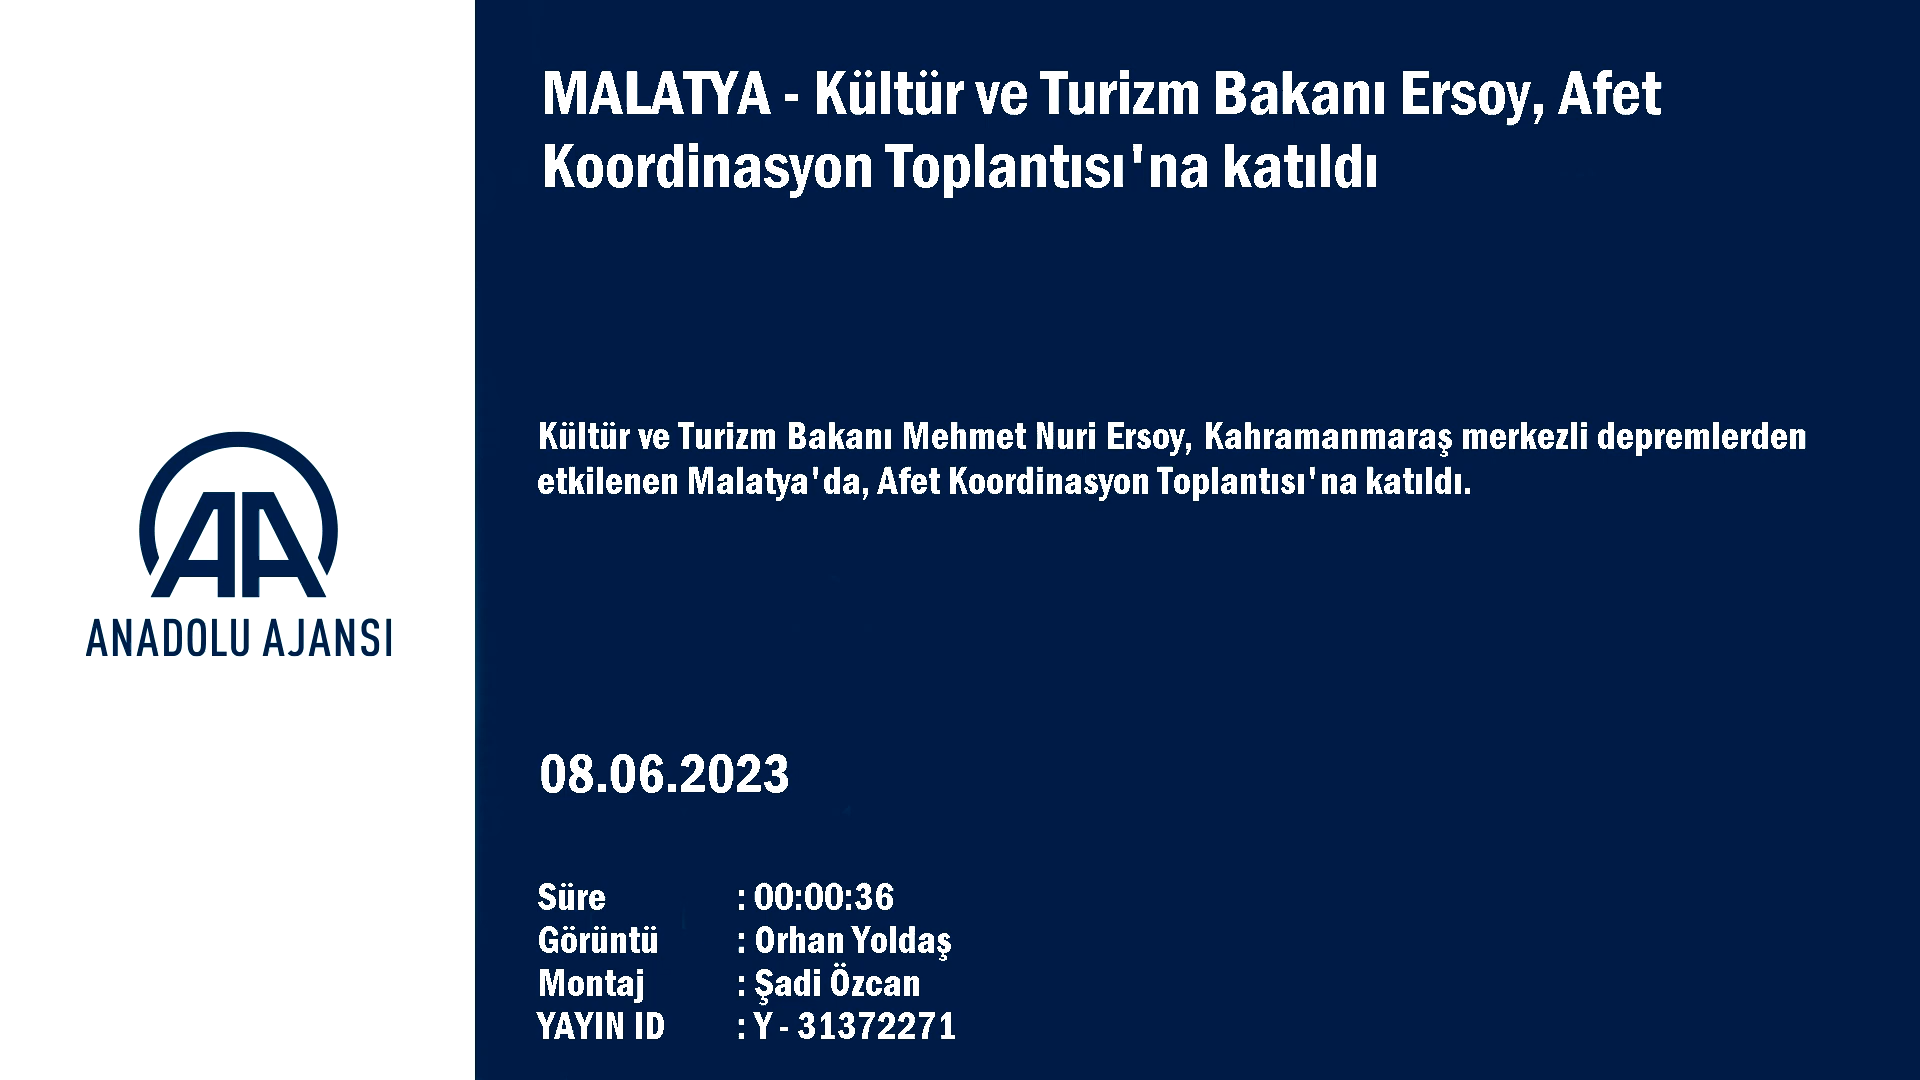 MALATYA - Kültür ve Turizm Bakanı Ersoy, Afet
Koordinasyon Toplantısı'na katıldı
Kültür ve Turizm Bakanı Mehmet Nuri Ersoy, Kahramanmaraş merkezli depremlerden
etkilenen Malatya'da, Afet Koordinasyon Toplantısı'na katıldı.
AA
ANADOLU AJANSI
08.06.2023
Süre : 00:00:36
Görüntü : Orhan Yoldaş
Montaj : Şadi Özcan
YAYIN ID : Y - 31372271